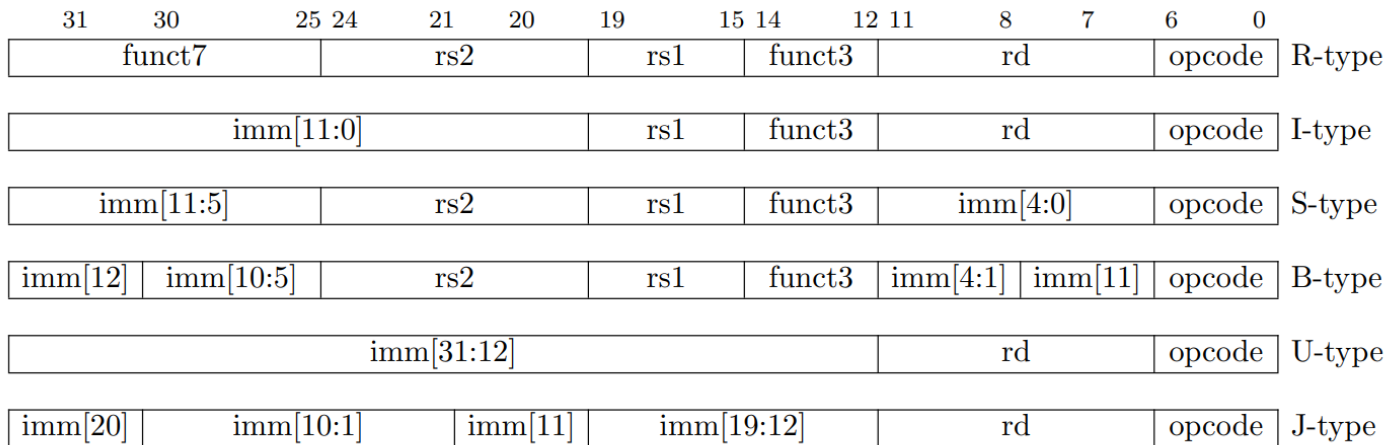 31 30 25 24 21 20 19 15 14 12 11 8 7 6 0
funct7 rs2 rs1 funct3 rd opcode R-type
imm[11:0] rs1 funct3 rd opcode I-type
imm[11:5] rs2 rs1 funct3 imm[4:0] opcode S-type
imm[12] imm[10:5] rs2 rs1 funct3 imm[4:1] imm[11] opcode B-type
imm[31:12] rd opcode U-type
imm[20] imm[10:1] imm[11] imm[19:12] rd opcode J-type